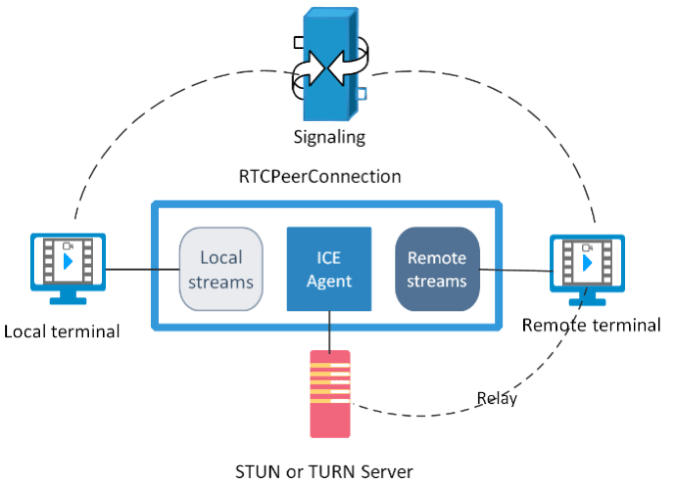 Signaling
RTCPeerConnection
Local
streams
ICE
Agent
Remote
streams
Local terminal
Remote terminal
Relay
STUN or TURN Server